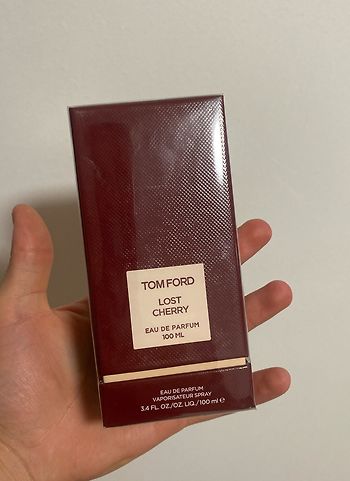 TOM FORD
LOST
CHERRY
EAU DE PARFUM
100 ML
EAU DE PARFUM
VAPORISATEUR SPRAY
3.4 FL. OZ./OZ. LIQ./100 ml ℮